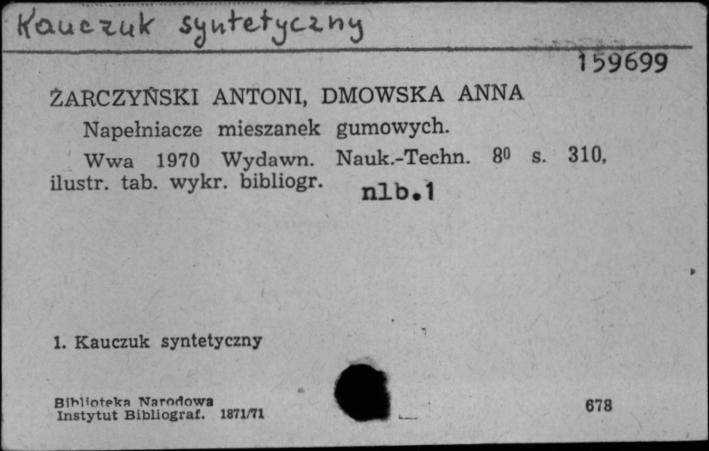 Kauczuk syntetyczny
159699
ŻARCZYŃSKI ANTONI, DMOWSKA ANNA
Napełniacze mieszanek gumowych.
Wwa 1970 Wydawn. Nauk.-Techn. 8⁰ s. 310,
ilustr. tab. wykr. bibliogr. nlb.1
1. Kauczuk syntetyczny
Biblioteka Narodowa
Instytut Bibliograf. 1871/71
678